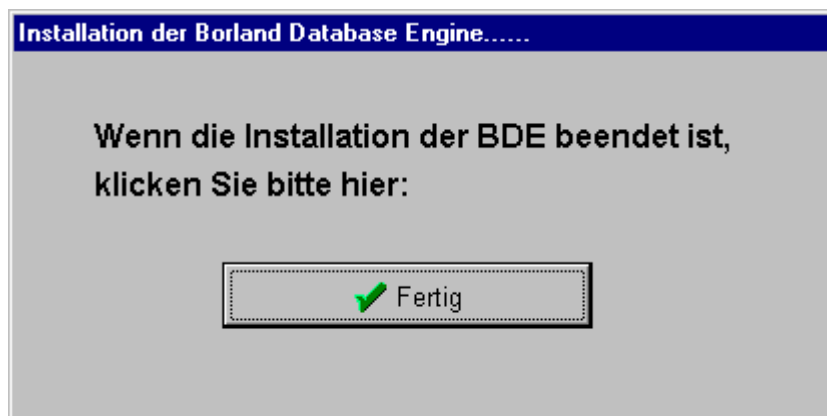 Installation der Borland Database Engine......
Wenn die Installation der BDE beendet ist,
klicken Sie bitte hier:
Fertig